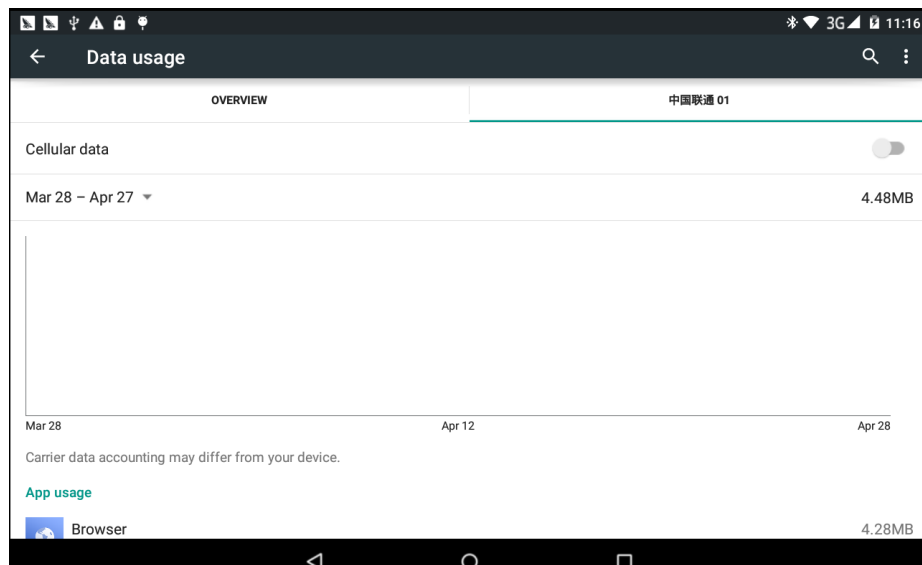 3G 11:16
Data usage
OVERVIEW 中国联通 01
Cellular data
Mar 28 – Apr 27 4.48MB
Mar 28 Apr 12 Apr 28
Carrier data accounting may differ from your device.
App usage
Browser 4.28MB